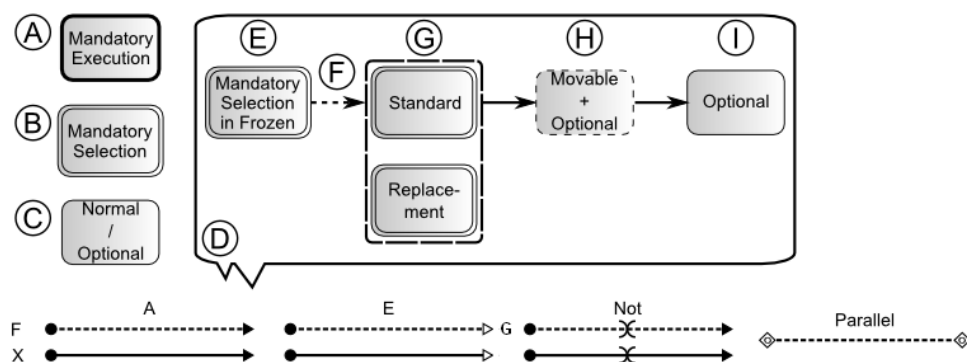 A
Mandatory
Execution
B
Mandatory
Selection
C
Normal
/
Optional
D
E
Mandatory
Selection
in Frozen
F
G
Standard
Replace-
ment
H
Movable
+
Optional
I
Optional
A
E
Not
Parallel
F
G
X